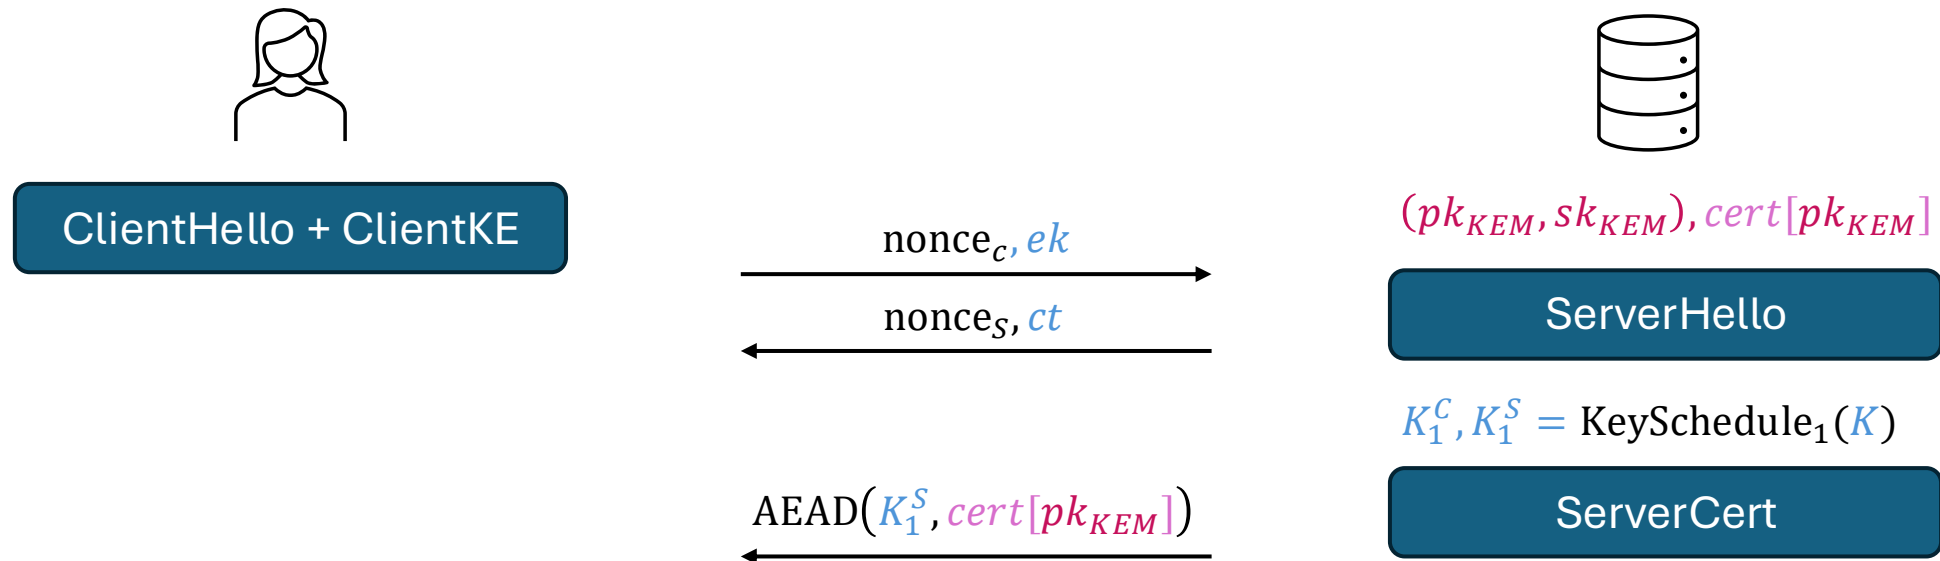 ClientHello + ClientKE
nonce_c, ek
(pk_KEM, sk_KEM), cert[pk_KEM]
ServerHello
nonce_S, ct
K_1^C, K_1^S = KeySchedule_1(K)
AEAD(K_1^S, cert[pk_KEM])
ServerCert